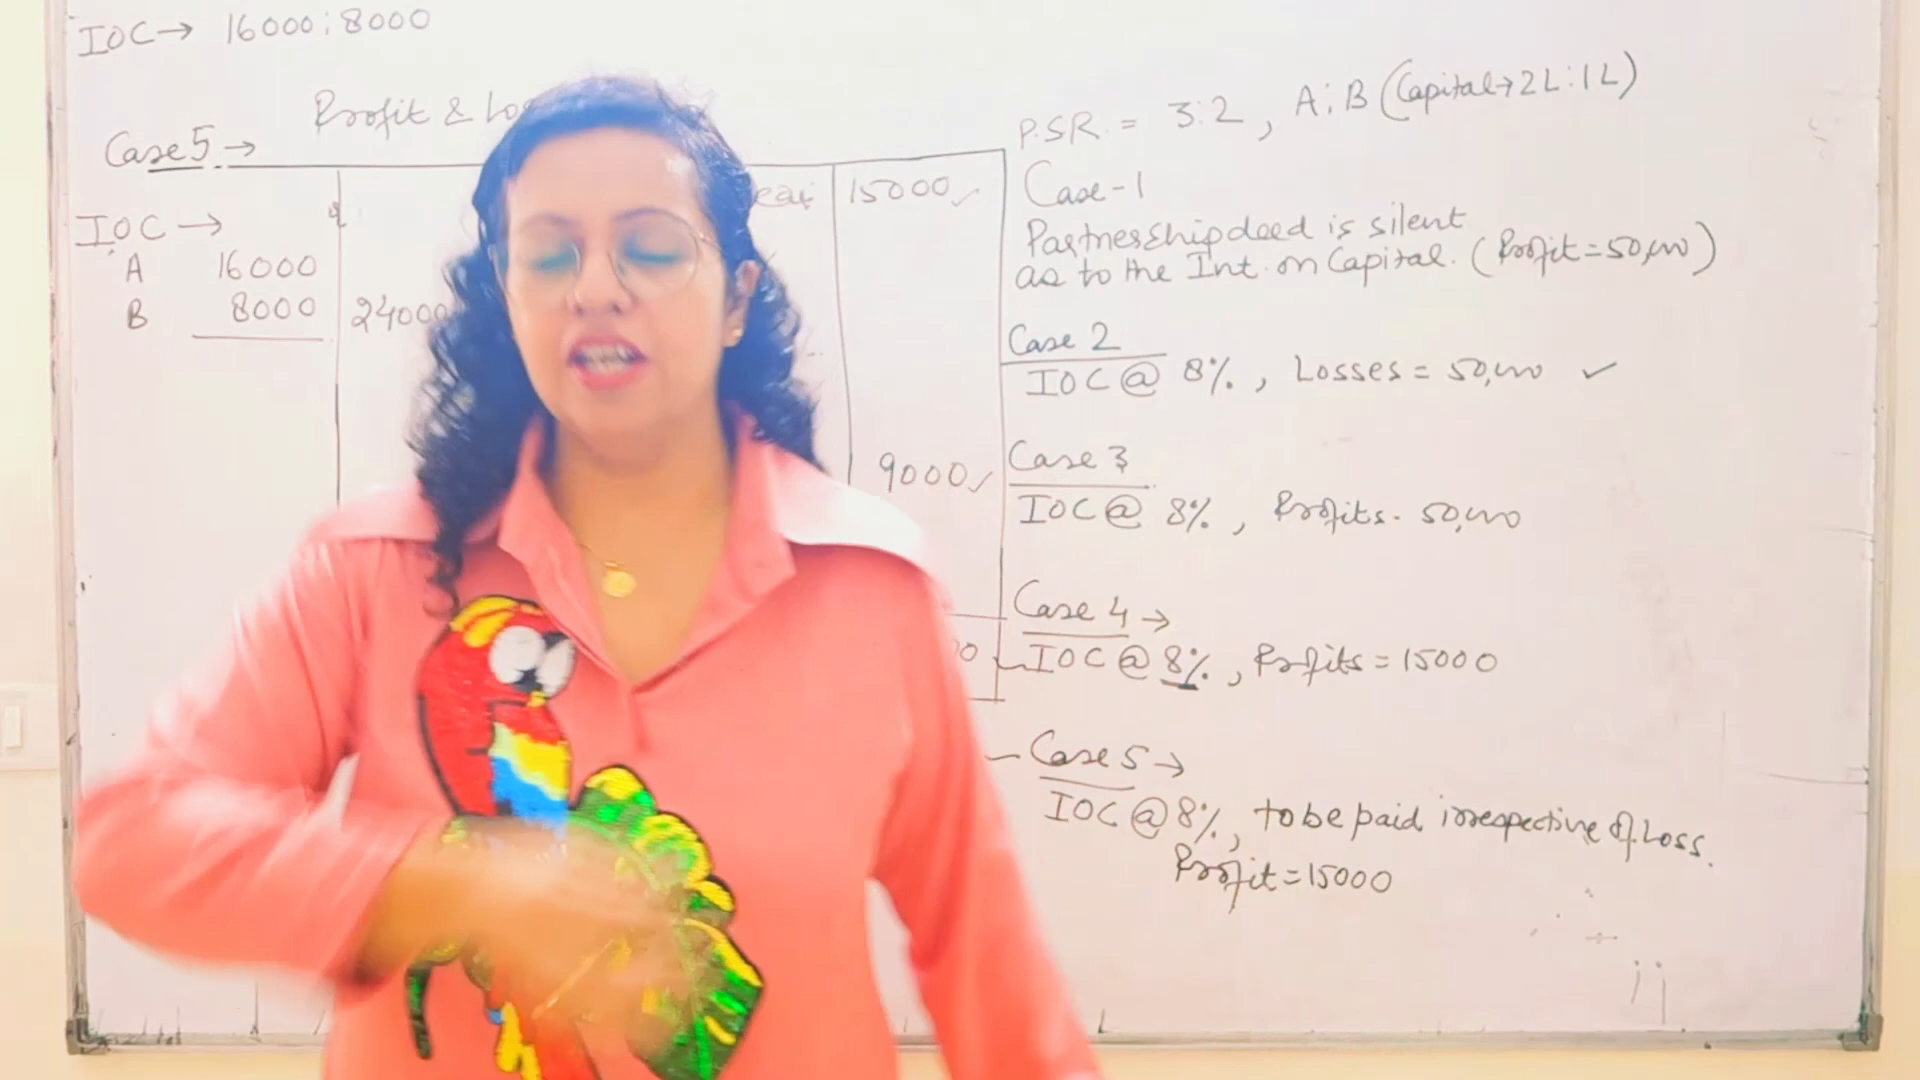 IOC → 16000:8000
Profit & Lo
Case 5 →
15000 ✓
IOC →
A 16000
B 8000 24000
9000 ✓
P.S.R. = 3:2, A:B (Capital → 2L:1L)
Case-1
Partnership deed is silent
as to the Int. on Capital. (Profit = 50,000)
Case 2
IOC @ 8%, Losses = 50,000 ✓
Case 3
IOC @ 8%, Profits - 50,000
Case 4 →
IOC @ 8%, Profits = 15000
Case 5 →
IOC @ 8%, to be paid irrespective of Loss.
Profit = 15000